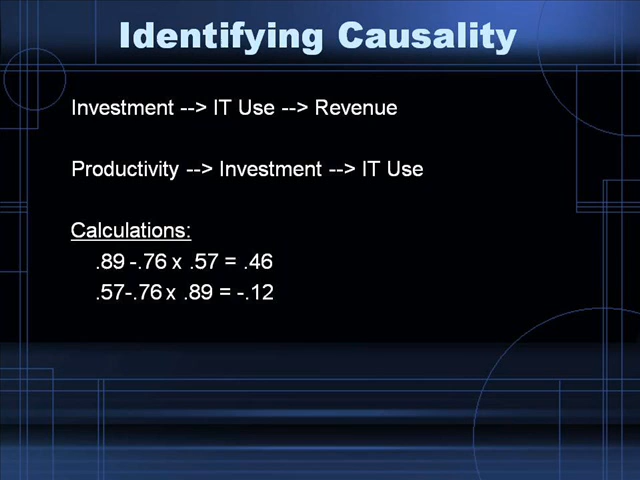 Identifying Causality
Investment --> IT Use --> Revenue
Productivity --> Investment --> IT Use
Calculations:
.89 -.76 x .57 = .46
.57-.76 x .89 = -.12